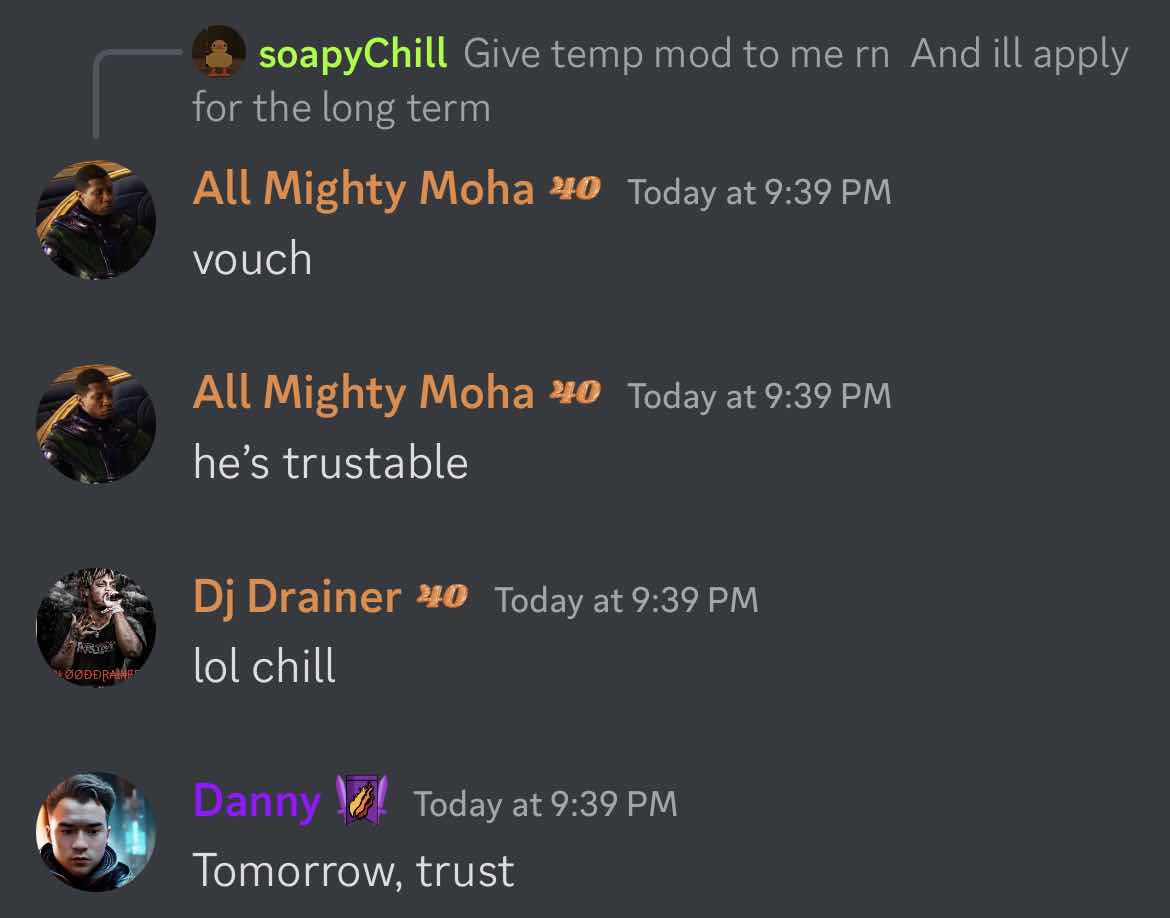 soapyChill Give temp mod to me rn  And ill apply
for the long term
All Mighty Moha 40 Today at 9:39 PM
vouch
All Mighty Moha 40 Today at 9:39 PM
he’s trustable
Dj Drainer 40 Today at 9:39 PM
lol chill
Danny Today at 9:39 PM
Tomorrow, trust